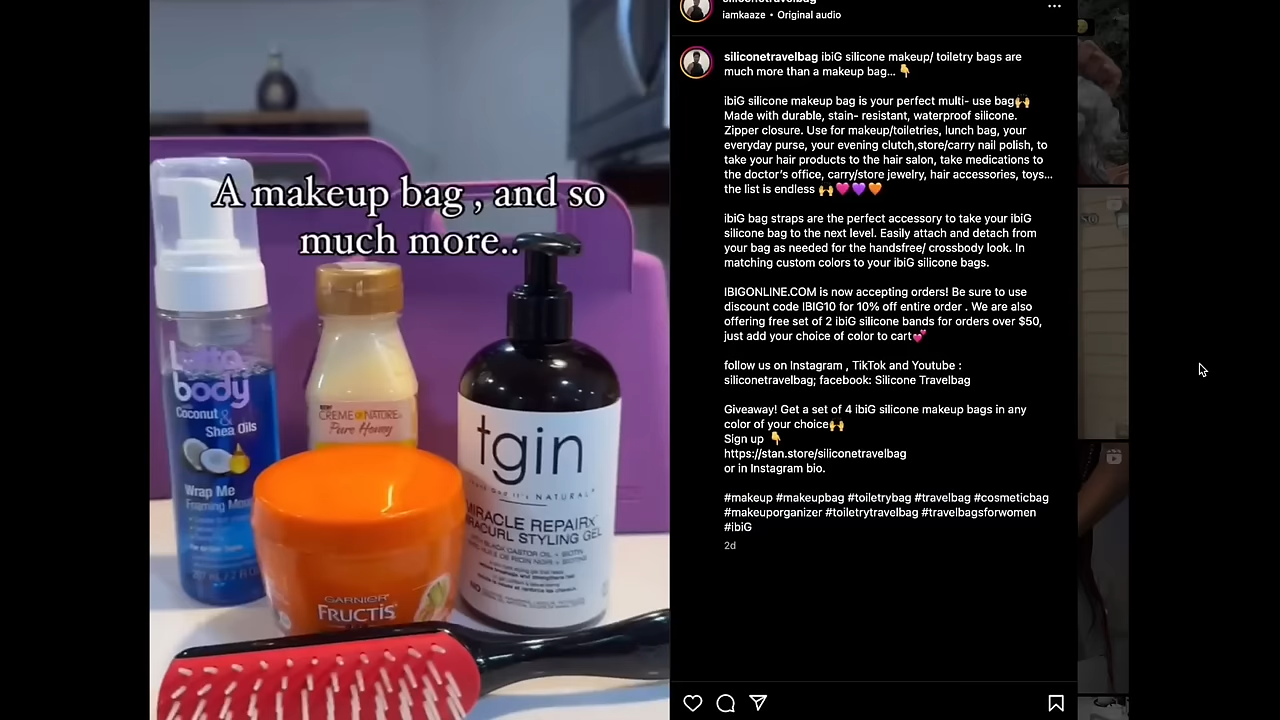 A makeup bag , and so
much more..
Lotta
body
Coconut &
Shea Oils
Wrap Me
Foaming
CREME OF NATURE
Pure Honey
GARNIER
FRUCTIS
tgin
MIRACLE REPAIRx
CURL STYLING GEL
iamkaaze • Original audio
siliconetravelbag ibiG silicone makeup/ toiletry bags are
much more than a makeup bag... 👇
ibiG silicone makeup bag is your perfect multi- use bag🙌
Made with durable, stain- resistant, waterproof silicone.
Zipper closure. Use for makeup/toiletries, lunch bag, your
everyday purse, your evening clutch,store/carry nail polish, to
take your hair products to the hair salon, take medications to
the doctor's office, carry/store jewelry, hair accessories, toys...
the list is endless 🙌💗💜🧡
ibiG bag straps are the perfect accessory to take your ibiG
silicone bag to the next level. Easily attach and detach from
your bag as needed for the handsfree/ crossbody look. In
matching custom colors to your ibiG silicone bags.
IBIGONLINE.COM is now accepting orders! Be sure to use
discount code IBIG10 for 10% off entire order . We are also
offering free set of 2 ibiG silicone bands for orders over $50,
just add your choice of color to cart💕
follow us on Instagram , TikTok and Youtube :
siliconetravelbag; facebook: Silicone Travelbag
Giveaway! Get a set of 4 ibiG silicone makeup bags in any
color of your choice🙌
Sign up 👇
https://stan.store/siliconetravelbag
or in Instagram bio.
#makeup #makeupbag #toiletrybag #travelbag #cosmeticbag
#makeuporganizer #toiletrytravelbag #travelbagsforwomen
#ibiG
2d